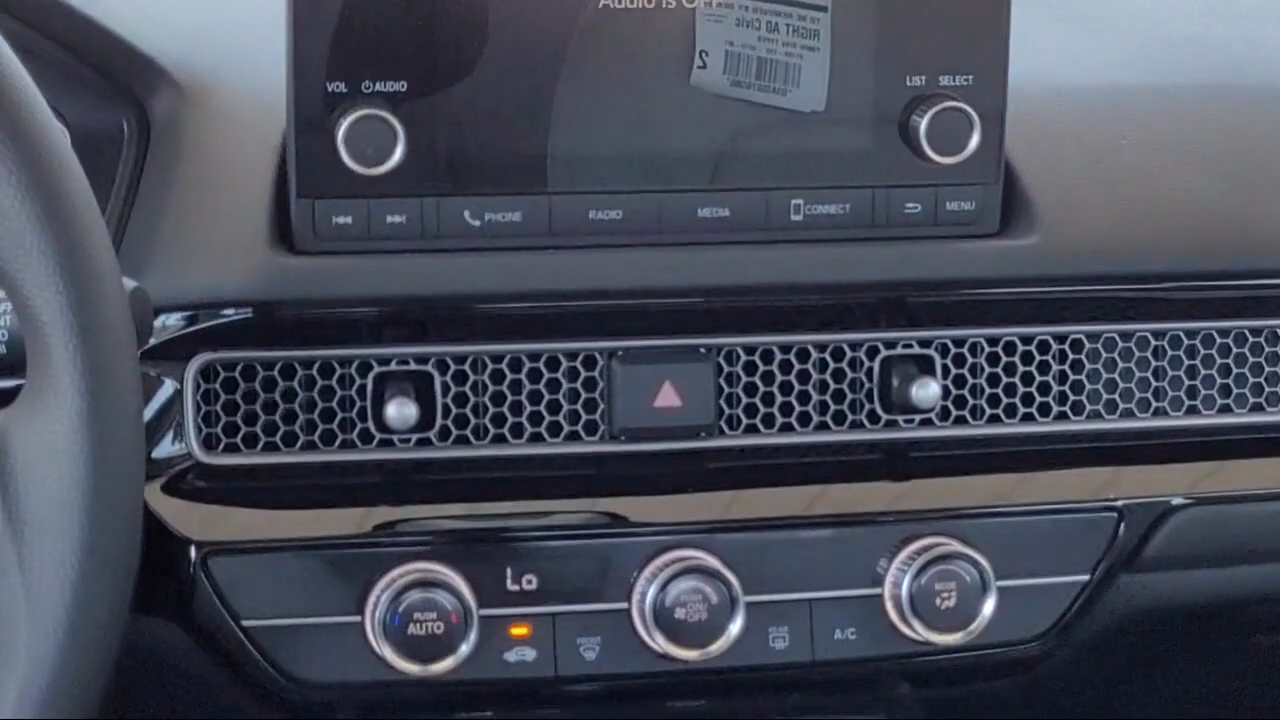 Audio is OFF
RIGHT AD Civic
2
VOL AUDIO
LIST SELECT
PHONE
RADIO
MEDIA
CONNECT
MENU
Lo
PUSH
AUTO
FRONT
PUSH
ON/
OFF
REAR
A/C
MODE